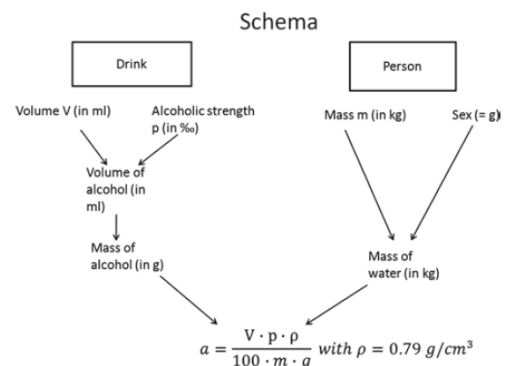 Schema
Drink
Person
Volume V (in ml)
Alcoholic strength
p (in ‰)
Mass m (in kg)
Sex (= g)
Volume of
alcohol (in
ml)
Mass of
alcohol (in g)
Mass of
water (in kg)
a = V · p · ρ / 100 · m · g with ρ = 0.79 g/cm³